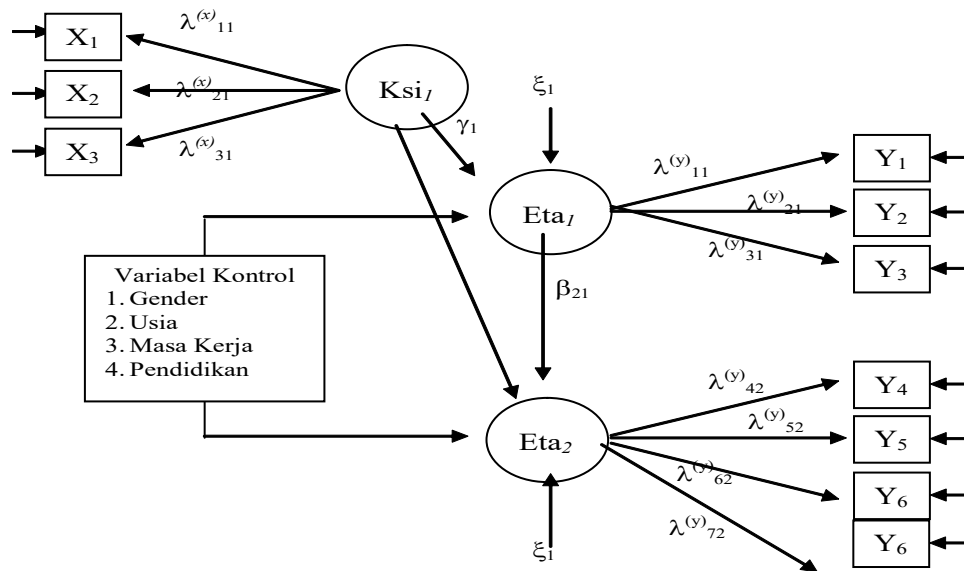 X₁
X₂
X₃
λ⁽ˣ⁾₁₁
λ⁽ˣ⁾₂₁
λ⁽ˣ⁾₃₁
Ksi₁
γ₁
ξ₁
Eta₁
λ⁽ʸ⁾₁₁
λ⁽ʸ⁾₂₁
λ⁽ʸ⁾₃₁
Y₁
Y₂
Y₃
Variabel Kontrol
1. Gender
2. Usia
3. Masa Kerja
4. Pendidikan
β₂₁
Eta₂
ξ₁
λ⁽ʸ⁾₄₂
λ⁽ʸ⁾₅₂
λ⁽ʸ⁾₆₂
λ⁽ʸ⁾₇₂
Y₄
Y₅
Y₆
Y₆